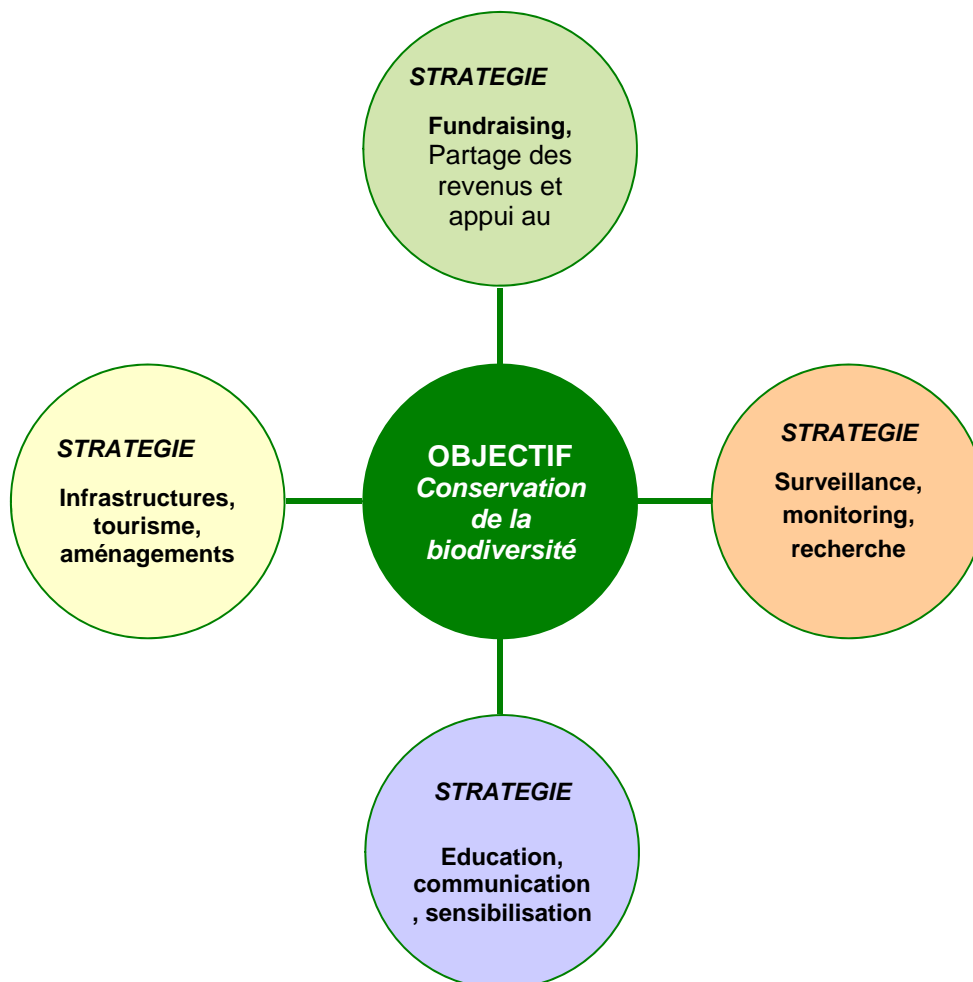 STRATEGIE
Fundraising,
Partage des
revenus et
appui au
STRATEGIE
Infrastructures,
tourisme,
aménagements
OBJECTIF
Conservation
de la
biodiversité
STRATEGIE
Surveillance,
monitoring,
recherche
STRATEGIE
Education,
communication
, sensibilisation